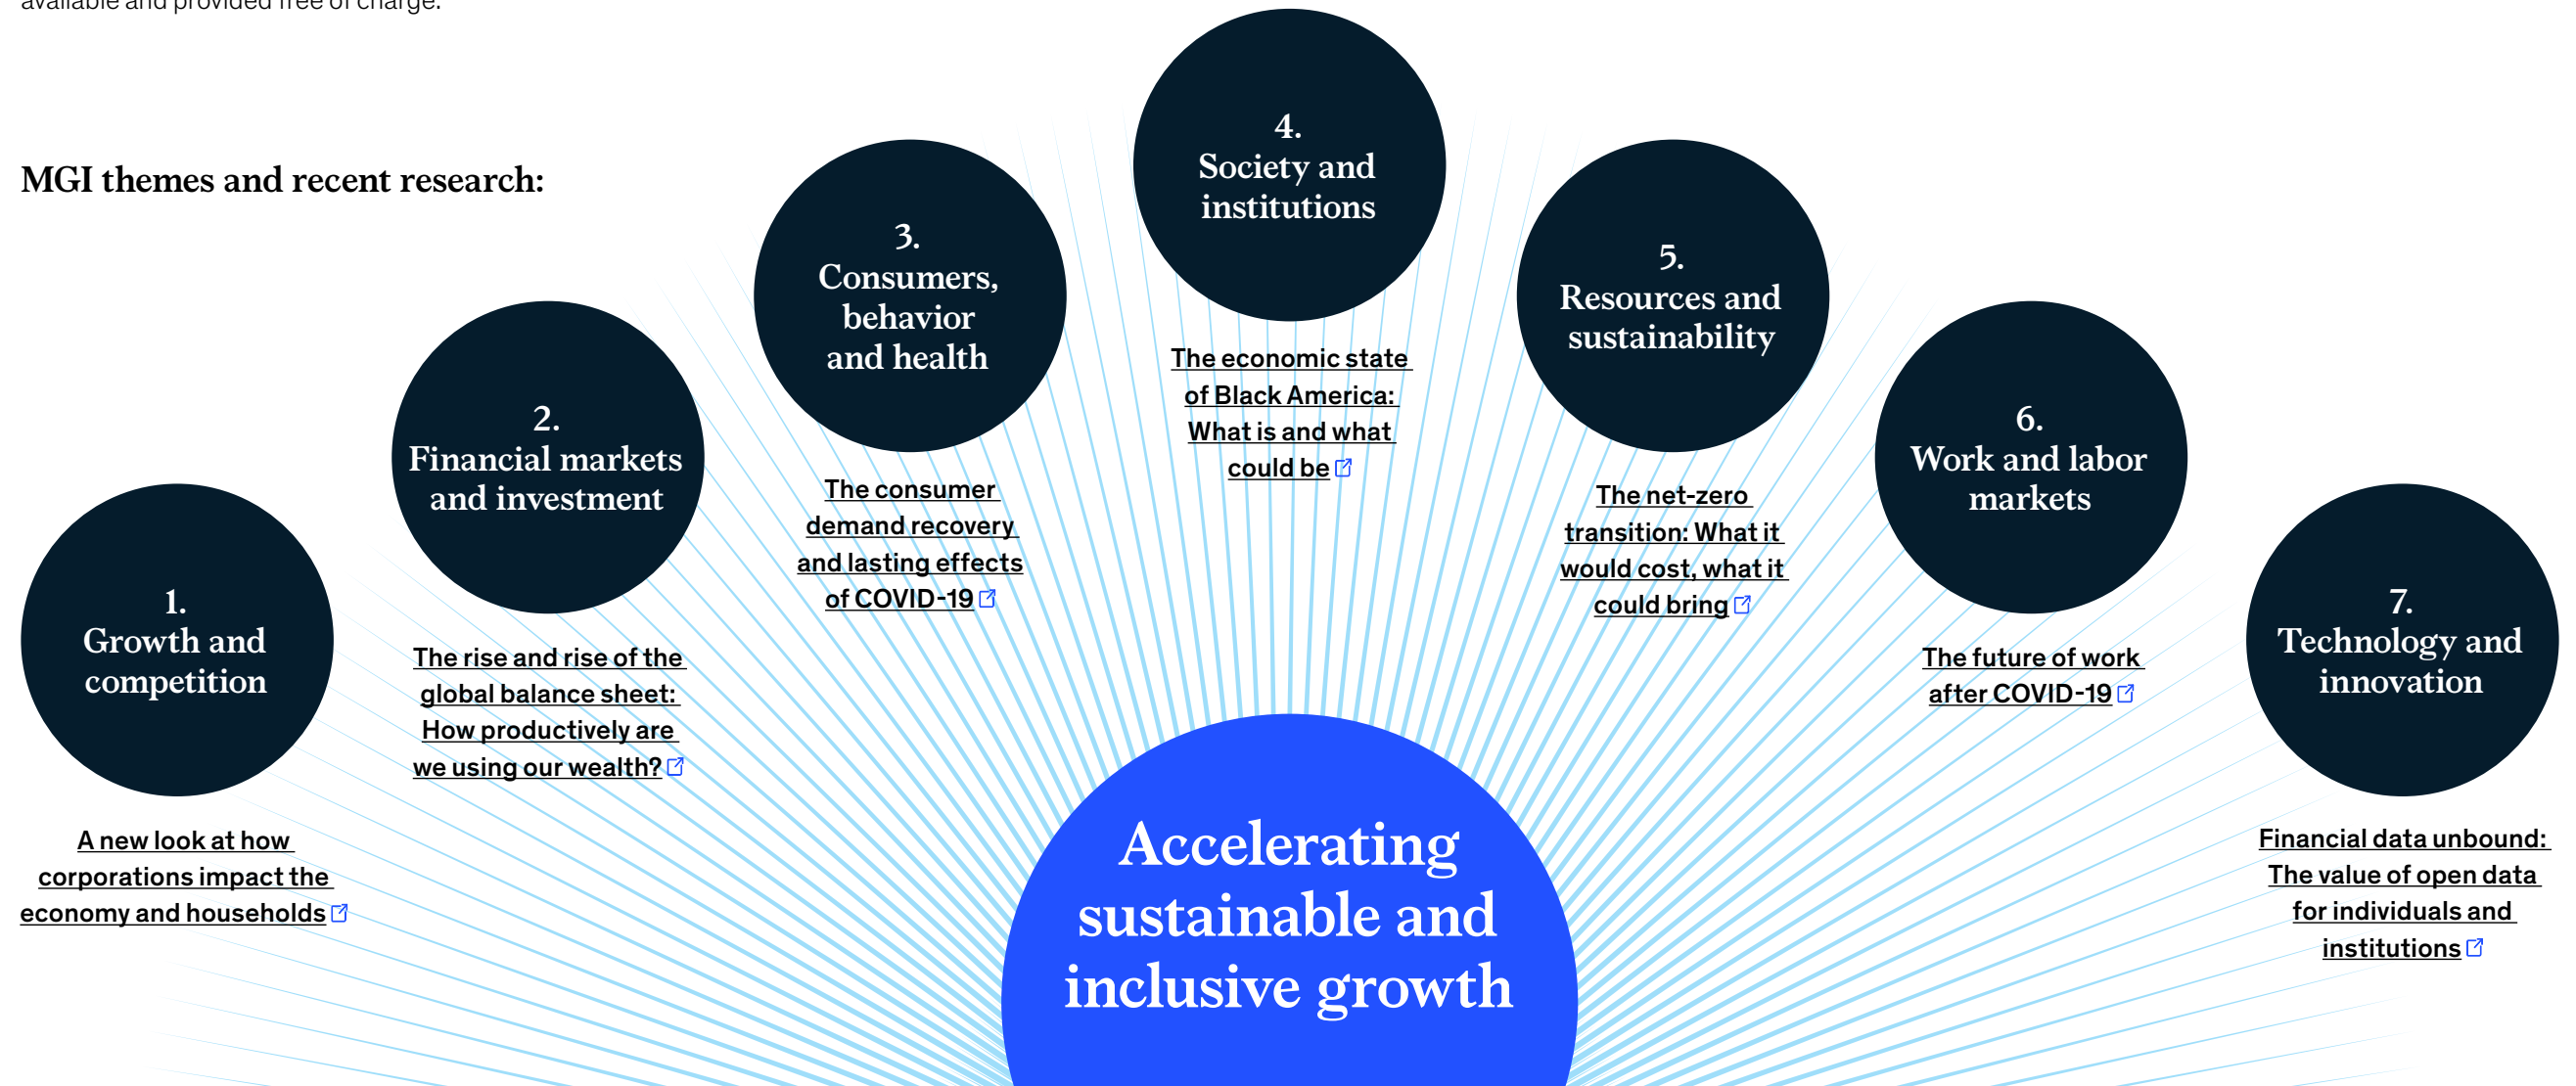 available and provided free of charge.
MGI themes and recent research:
1.
Growth and
competition
A new look at how
corporations impact the
economy and households
2.
Financial markets
and investment
The rise and rise of the
global balance sheet:
How productively are
we using our wealth?
3.
Consumers,
behavior
and health
The consumer
demand recovery
and lasting effects
of COVID-19
4.
Society and
institutions
The economic state
of Black America:
What is and what
could be
5.
Resources and
sustainability
The net-zero
transition: What it
would cost, what it
could bring
6.
Work and labor
markets
The future of work
after COVID-19
7.
Technology and
innovation
Financial data unbound:
The value of open data
for individuals and
institutions
Accelerating
sustainable and
inclusive growth